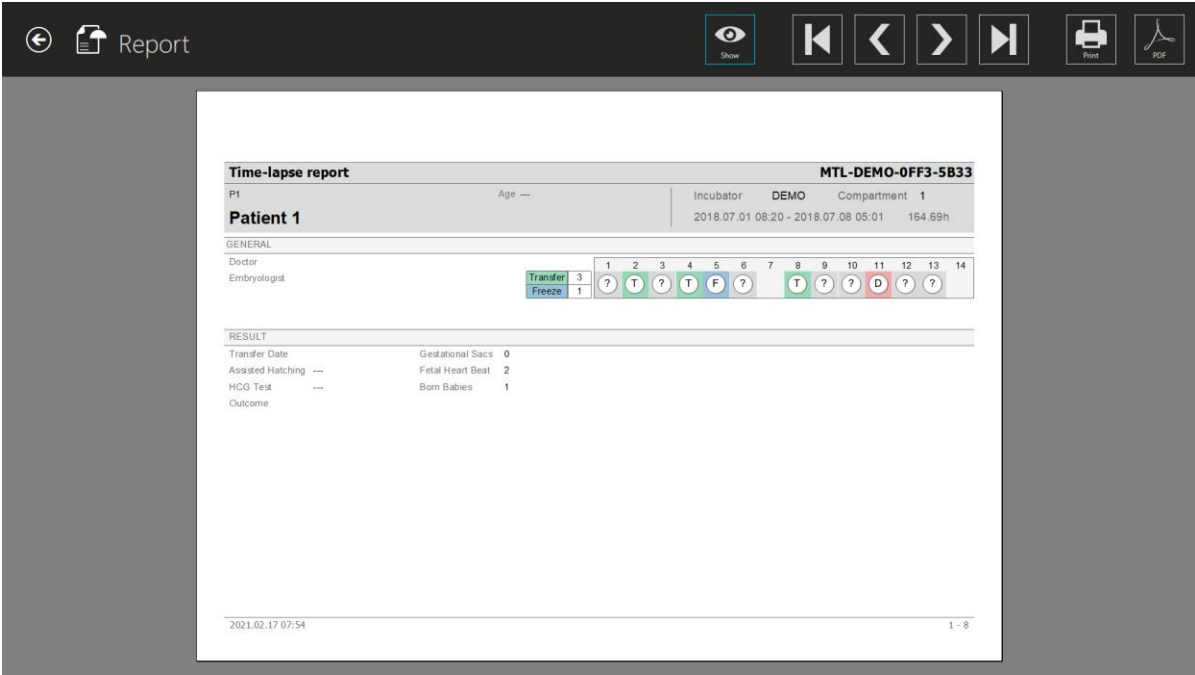 Report
Show
Print
PDF
Time-lapse report MTL-DEMO-0FF3-5B33
P1 Age --- Incubator DEMO Compartment 1
Patient 1 2018.07.01 08:20 - 2018.07.08 05:01 164.69h
GENERAL
Doctor 1 2 3 4 5 6 7 8 9 10 11 12 13 14
Embryologist Transfer 3 ? T ? T F ? T ? ? D ? ?
Freeze 1
RESULT
Transfer Date Gestational Sacs 0
Assisted Hatching --- Fetal Heart Beat 2
HCG Test --- Born Babies 1
Outcome
2021.02.17 07:54 1 - 8